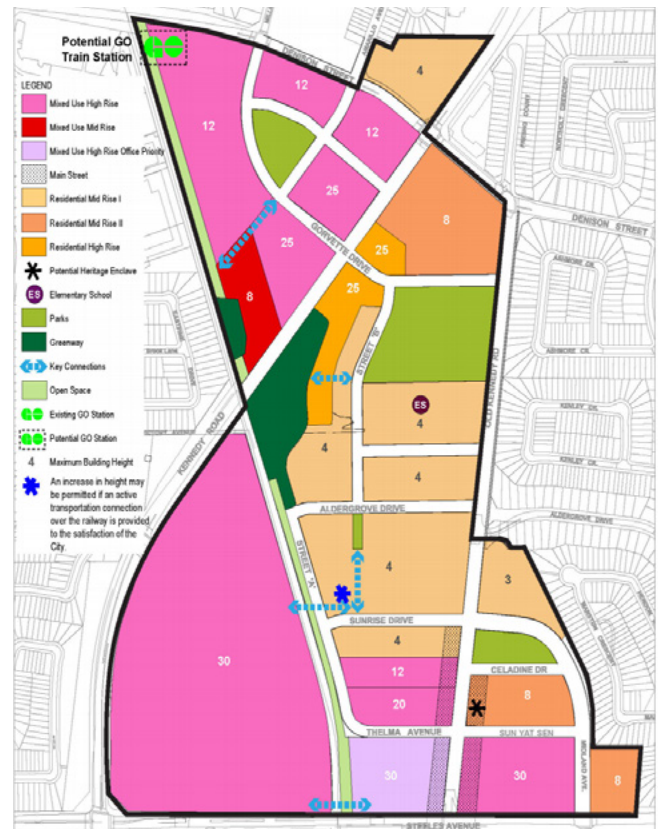 Potential GO
Train Station
LEGEND
Mixed Use High Rise
Mixed Use Mid Rise
Mixed Use High Rise Office Priority
Main Street
Residential Mid Rise I
Residential Mid Rise II
Residential High Rise
Potential Heritage Enclave
ES
Elementary School
Parks
Greenway
Key Connections
Open Space
Existing GO Station
Potential GO Station
4
Maximum Building Height
An increase in height may
be permitted if an active
transportation connection
over the railway is provided
to the satisfaction of the
City.
DENISON STREET
4
12
12
12
25
8
DENISON STREET
GORVETTE DRIVE
25
25
25
8
STREET "B"
OLD KENNEDY RD
ES
4
KENNEDY ROAD
4
4
ALDERGROVE DRIVE
ALDERGROVE DRIVE
STREET "A"
4
3
SUNRISE DRIVE
30
4
12
CELADINE DR
20
8
THELMA AVENUE
SUN YAT SEN
MIDLAND AVE.
30
30
8
STEELES AVENUE